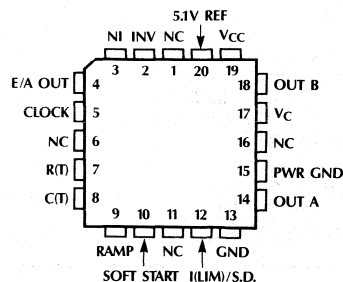 5.1V REF
NI INV NC VCC
3 2 1 20 19
E/A OUT 4 18 OUT B
CLOCK 5 17 VC
NC 6 16 NC
R(T) 7 15 PWR GND
C(T) 8 14 OUT A
9 10 11 12 13
RAMP NC GND
SOFT START I(LIM)/S.D.